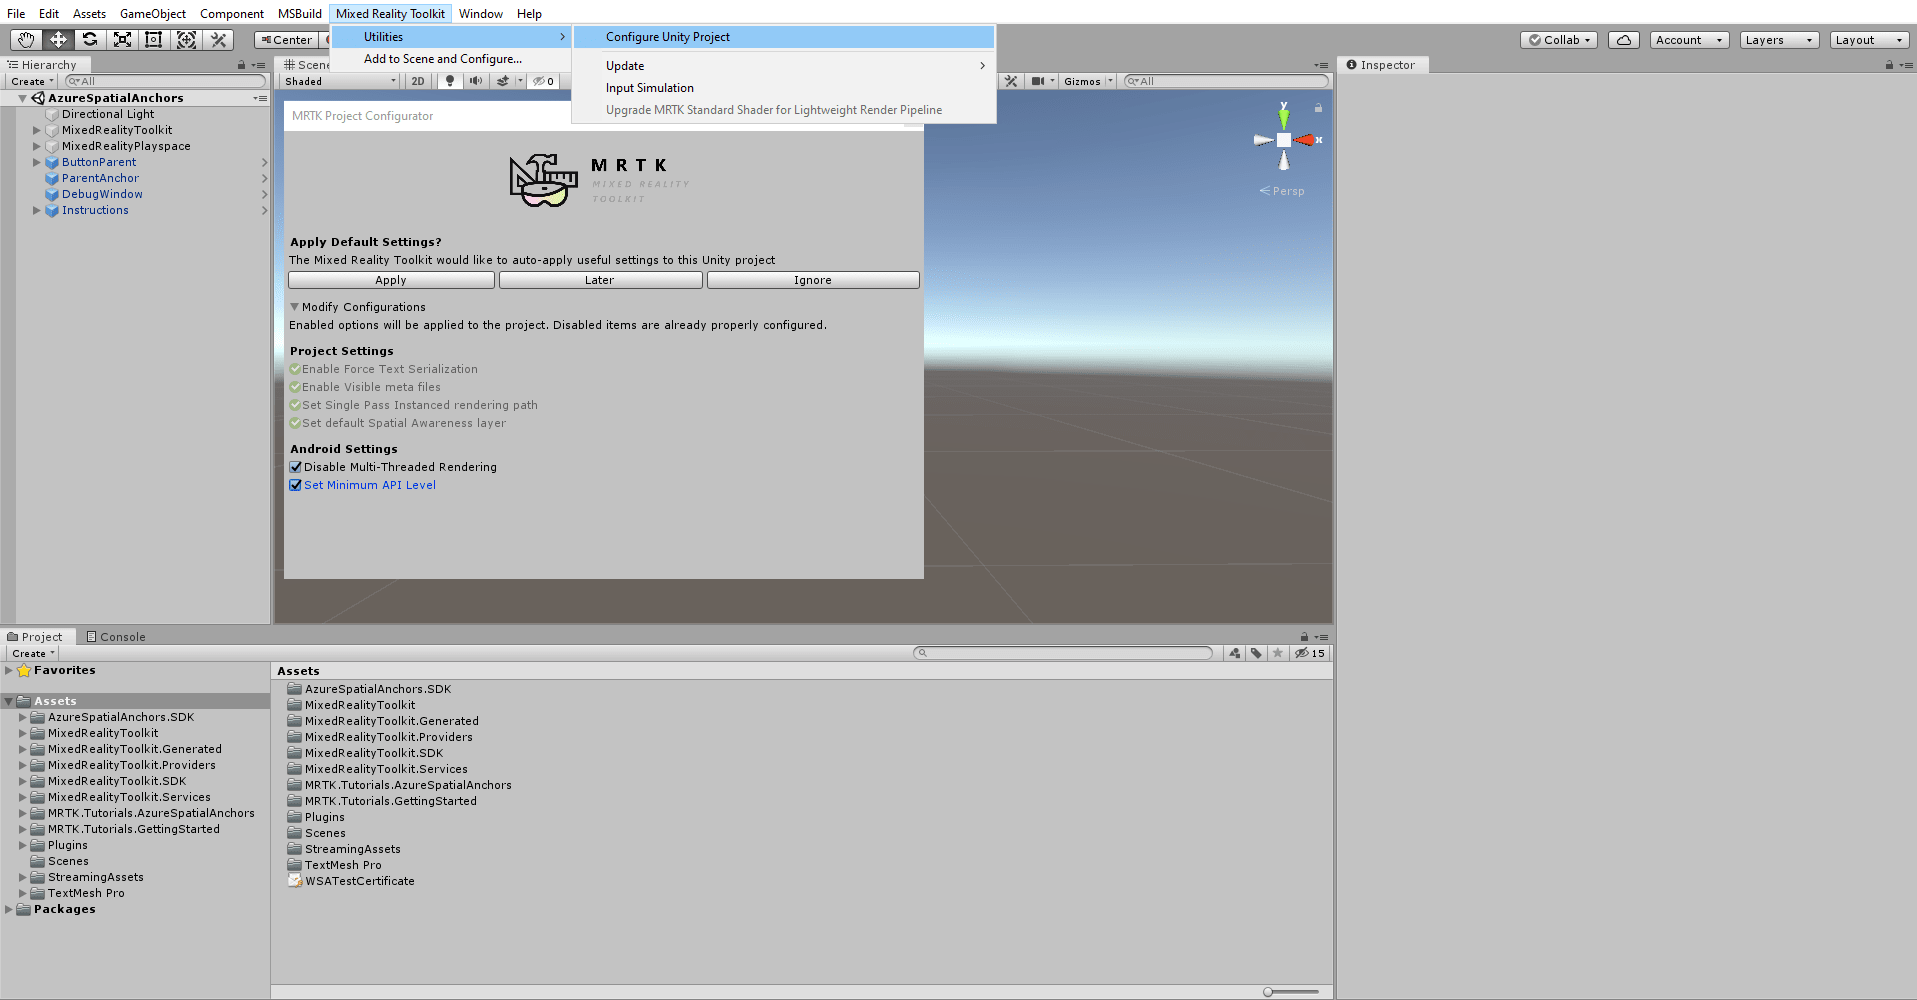 File Edit Assets GameObject Component MSBuild Mixed Reality Toolkit Window Help
Center Collab Account Layers Layout
Utilities
Add to Scene and Configure...
Configure Unity Project
Update
Input Simulation
Upgrade MRTK Standard Shader for Lightweight Render Pipeline
Hierarchy
Create All
AzureSpatialAnchors
Directional Light
MixedRealityToolkit
MixedRealityPlayspace
ButtonParent
ParentAnchor
DebugWindow
Instructions
Scene
Shaded 2D 0 Gizmos All
y
x
Persp
MRTK Project Configurator
MRTK
MIXED REALITY
TOOLKIT
Apply Default Settings?
The Mixed Reality Toolkit would like to auto-apply useful settings to this Unity project
Apply Later Ignore
Modify Configurations
Enabled options will be applied to the project. Disabled items are already properly configured.
Project Settings
Enable Force Text Serialization
Enable Visible meta files
Set Single Pass Instanced rendering path
Set default Spatial Awareness layer
Android Settings
Disable Multi-Threaded Rendering
Set Minimum API Level
Inspector
Project Console
Create 15
Favorites
Assets
AzureSpatialAnchors.SDK
MixedRealityToolkit
MixedRealityToolkit.Generated
MixedRealityToolkit.Providers
MixedRealityToolkit.SDK
MixedRealityToolkit.Services
MRTK.Tutorials.AzureSpatialAnchors
MRTK.Tutorials.GettingStarted
Plugins
Scenes
StreamingAssets
TextMesh Pro
Packages
Assets
AzureSpatialAnchors.SDK
MixedRealityToolkit
MixedRealityToolkit.Generated
MixedRealityToolkit.Providers
MixedRealityToolkit.SDK
MixedRealityToolkit.Services
MRTK.Tutorials.AzureSpatialAnchors
MRTK.Tutorials.GettingStarted
Plugins
Scenes
StreamingAssets
TextMesh Pro
WSATestCertificate